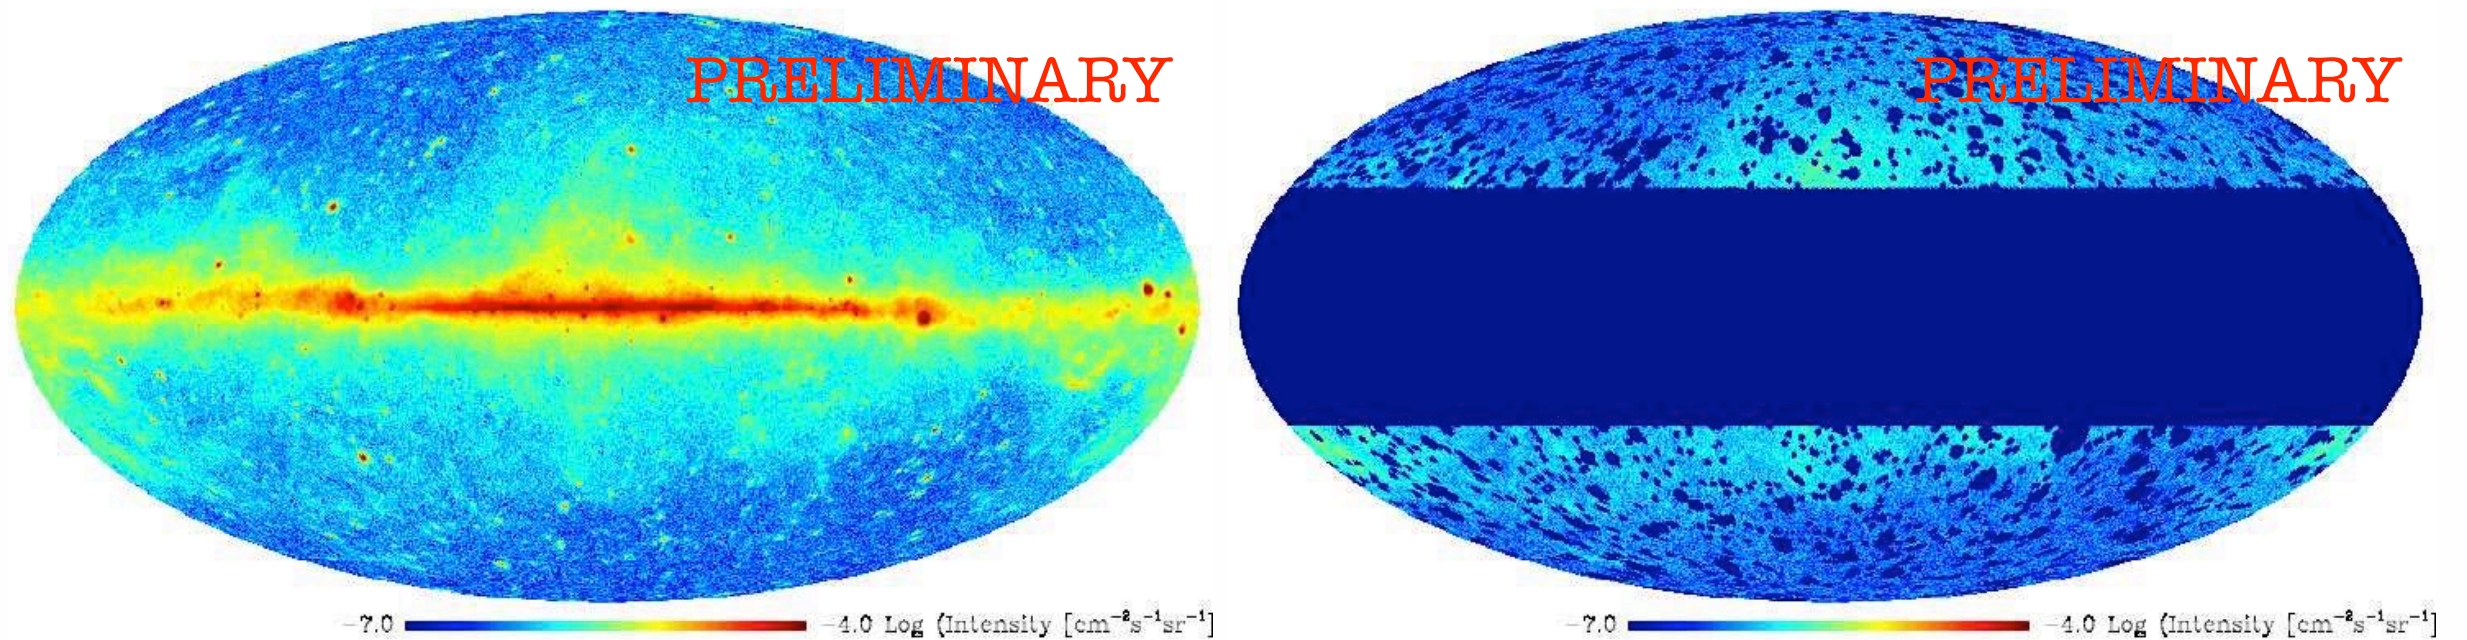 PRELIMINARY
PRELIMINARY
-7.0 -4.0 Log (Intensity [cm⁻²s⁻¹sr⁻¹]
-7.0 -4.0 Log (Intensity [cm⁻²s⁻¹sr⁻¹]